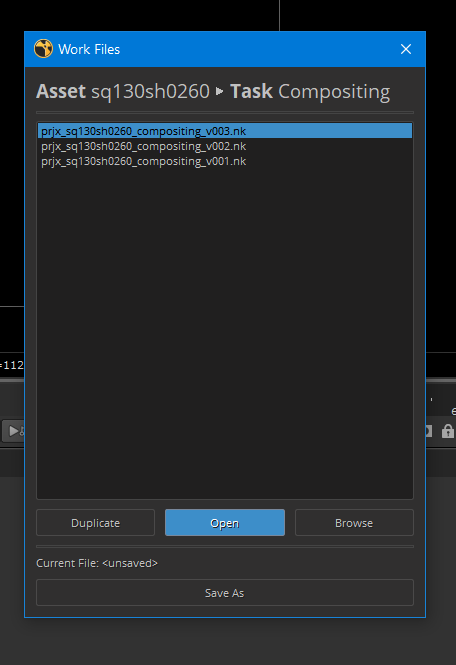 Work Files
Asset sq130sh0260 ▸ Task Compositing
prjx_sq130sh0260_compositing_v003.nk
prjx_sq130sh0260_compositing_v002.nk
prjx_sq130sh0260_compositing_v001.nk
=112
Duplicate Open Browse
Current File: <unsaved>
Save As